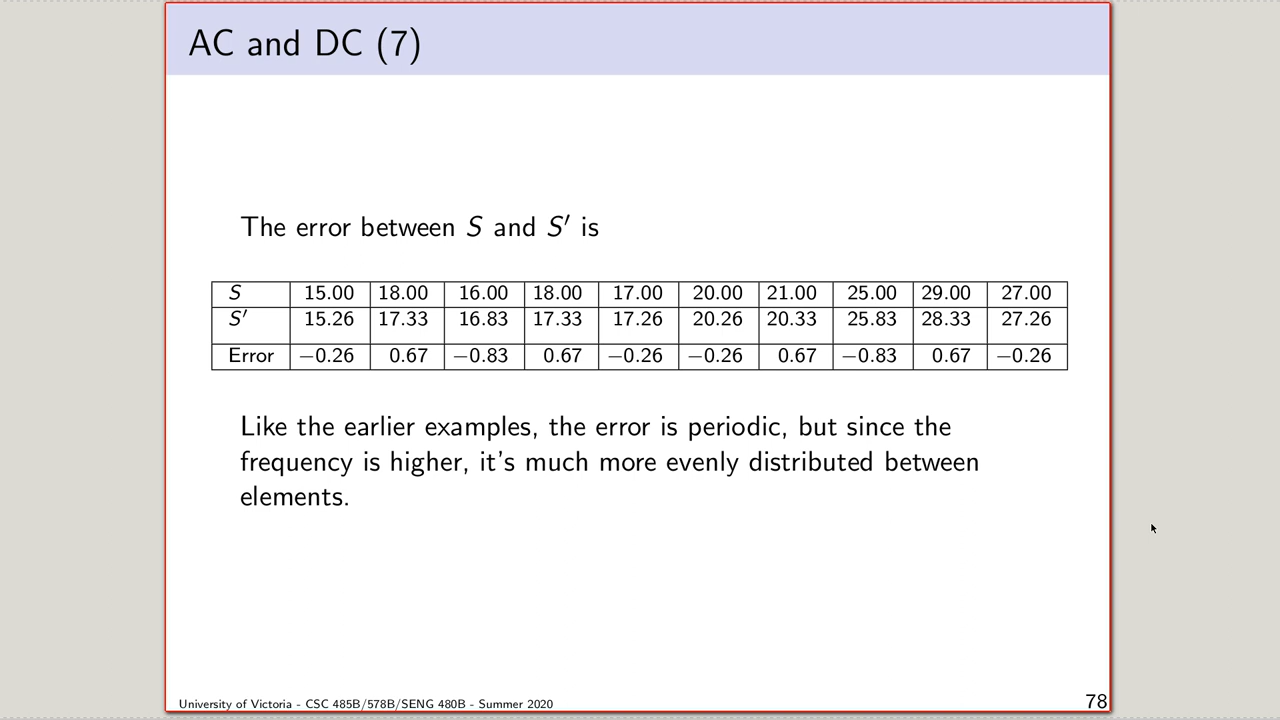 AC and DC (7)
The error between S and S′ is
S 15.00 18.00 16.00 18.00 17.00 20.00 21.00 25.00 29.00 27.00
S′ 15.26 17.33 16.83 17.33 17.26 20.26 20.33 25.83 28.33 27.26
Error −0.26 0.67 −0.83 0.67 −0.26 −0.26 0.67 −0.83 0.67 −0.26
Like the earlier examples, the error is periodic, but since the
frequency is higher, it's much more evenly distributed between
elements.
University of Victoria - CSC 485B/578B/SENG 480B - Summer 2020
78